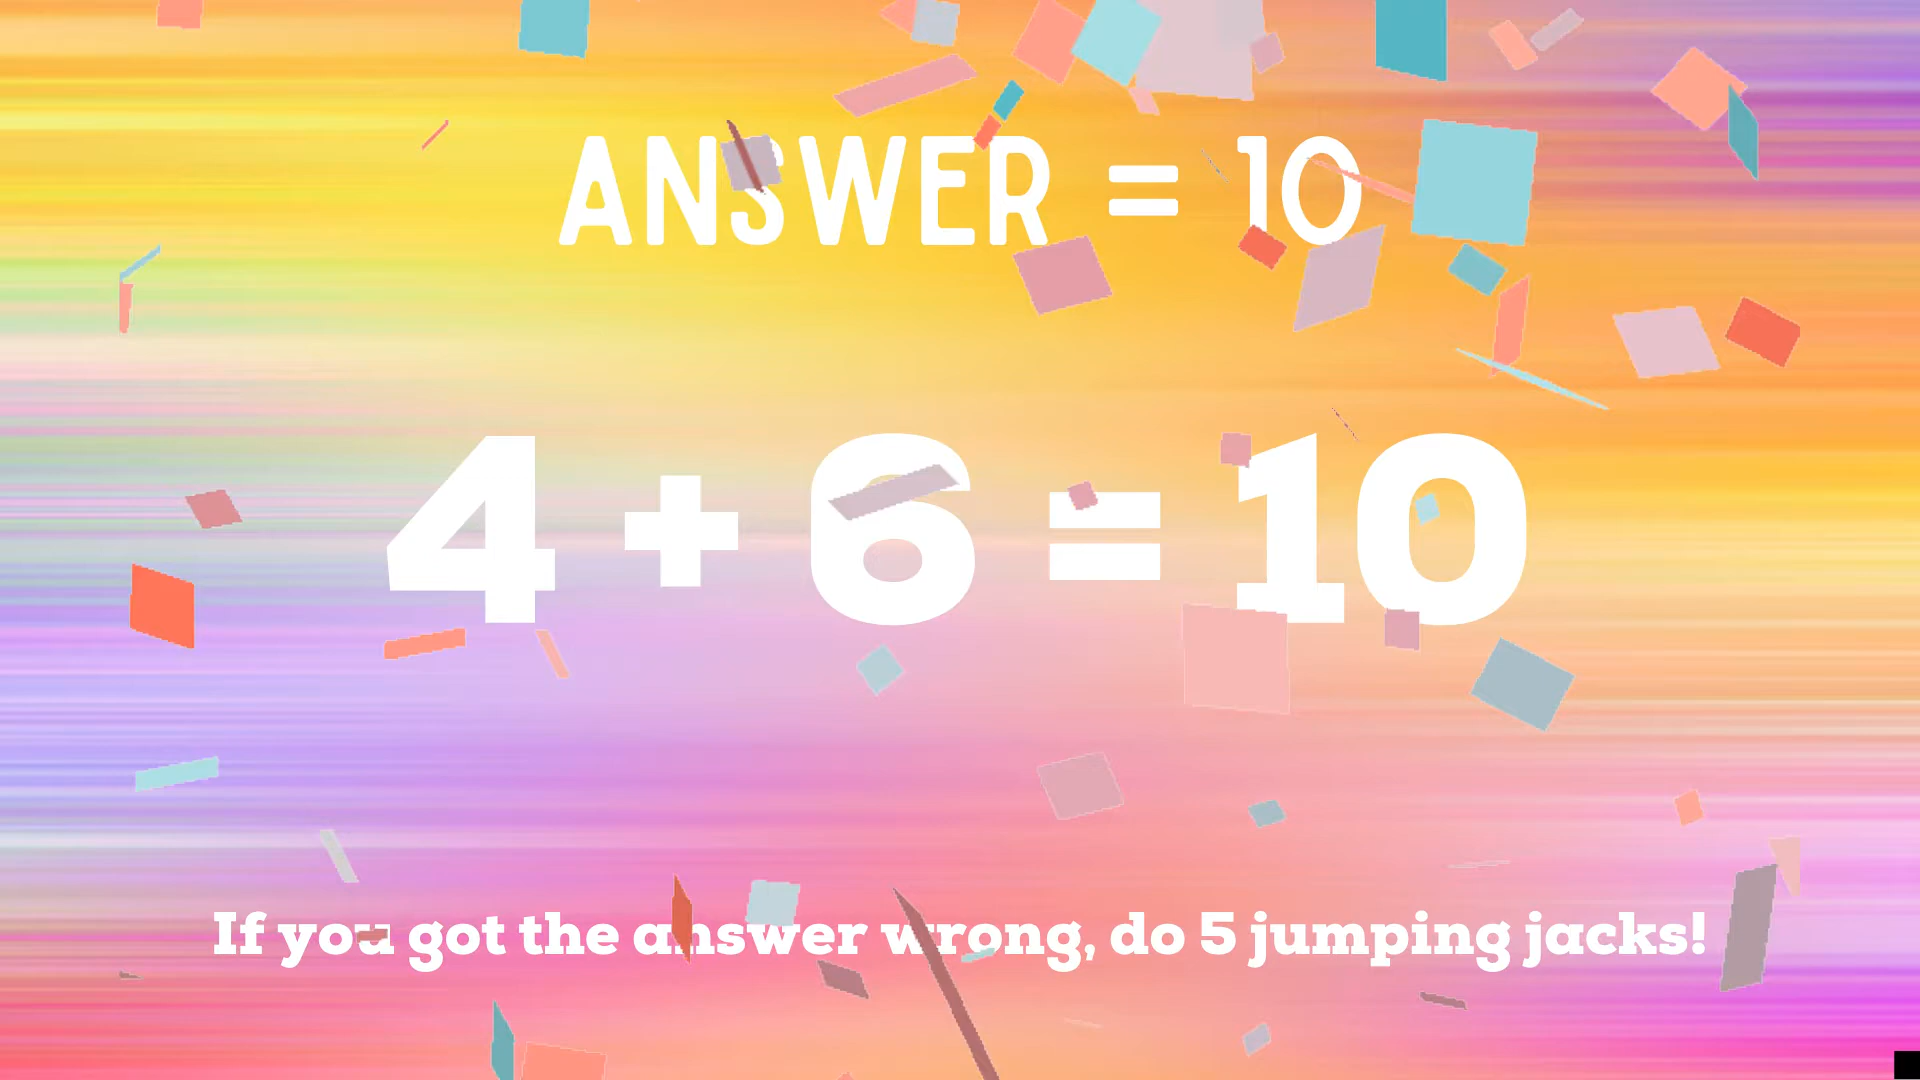 ANSWER = 10
4 + 6 = 10
If you got the answer wrong, do 5 jumping jacks!